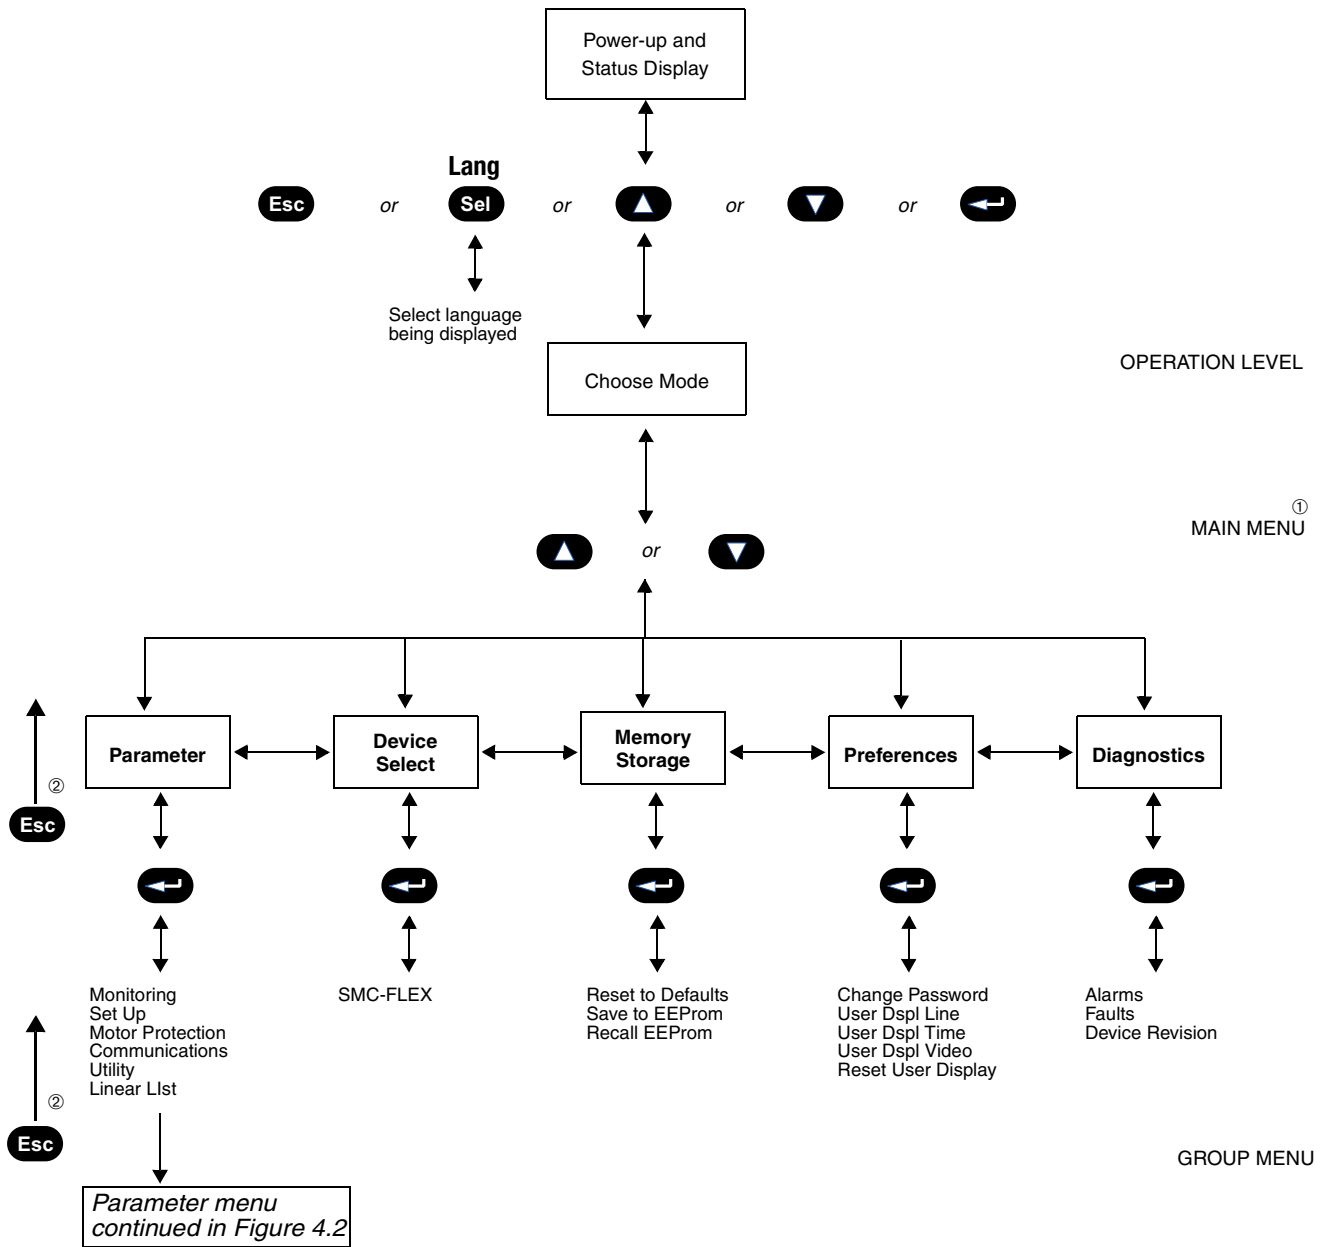 Power-up and
Status Display
Lang
Esc or Sel or or or
Select language
being displayed
Choose Mode
OPERATION LEVEL
①
MAIN MENU
or
Parameter
Device
Select
Memory
Storage
Preferences
Diagnostics
②
Esc
Monitoring
Set Up
Motor Protection
Communications
Utility
Linear LIst
SMC-FLEX
Reset to Defaults
Save to EEProm
Recall EEProm
Change Password
User Dspl Line
User Dspl Time
User Dspl Video
Reset User Display
Alarms
Faults
Device Revision
②
Esc
GROUP MENU
Parameter menu
continued in Figure 4.2